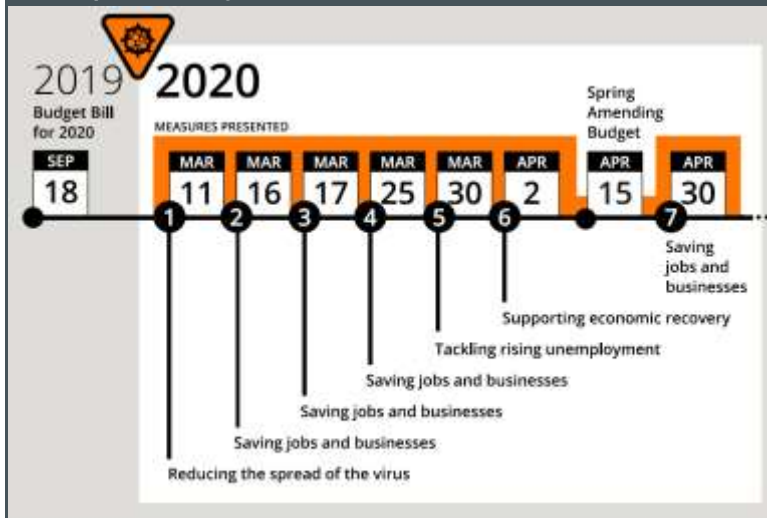 2019
Budget Bill
for 2020
2020
MEASURES PRESENTED
Spring
Amending
Budget
SEP
18
MAR
11
MAR
16
MAR
17
MAR
25
MAR
30
APR
2
APR
15
APR
30
1
2
3
4
5
6
7
Saving
jobs and
businesses
Supporting economic recovery
Tackling rising unemployment
Saving jobs and businesses
Saving jobs and businesses
Saving jobs and businesses
Reducing the spread of the virus